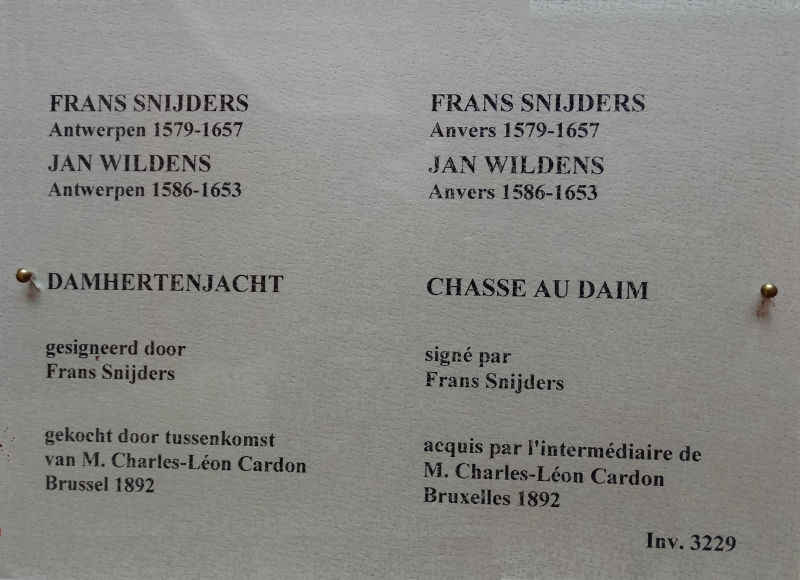 FRANS SNIJDERS
Antwerpen 1579-1657
JAN WILDENS
Antwerpen 1586-1653
DAMHERTENJACHT
gesigneerd door
Frans Snijders
gekocht door tussenkomst
van M. Charles-Léon Cardon
Brussel 1892
FRANS SNIJDERS
Anvers 1579-1657
JAN WILDENS
Anvers 1586-1653
CHASSE AU DAIM
signé par
Frans Snijders
acquis par l'intermédiaire de
M. Charles-Léon Cardon
Bruxelles 1892
Inv. 3229